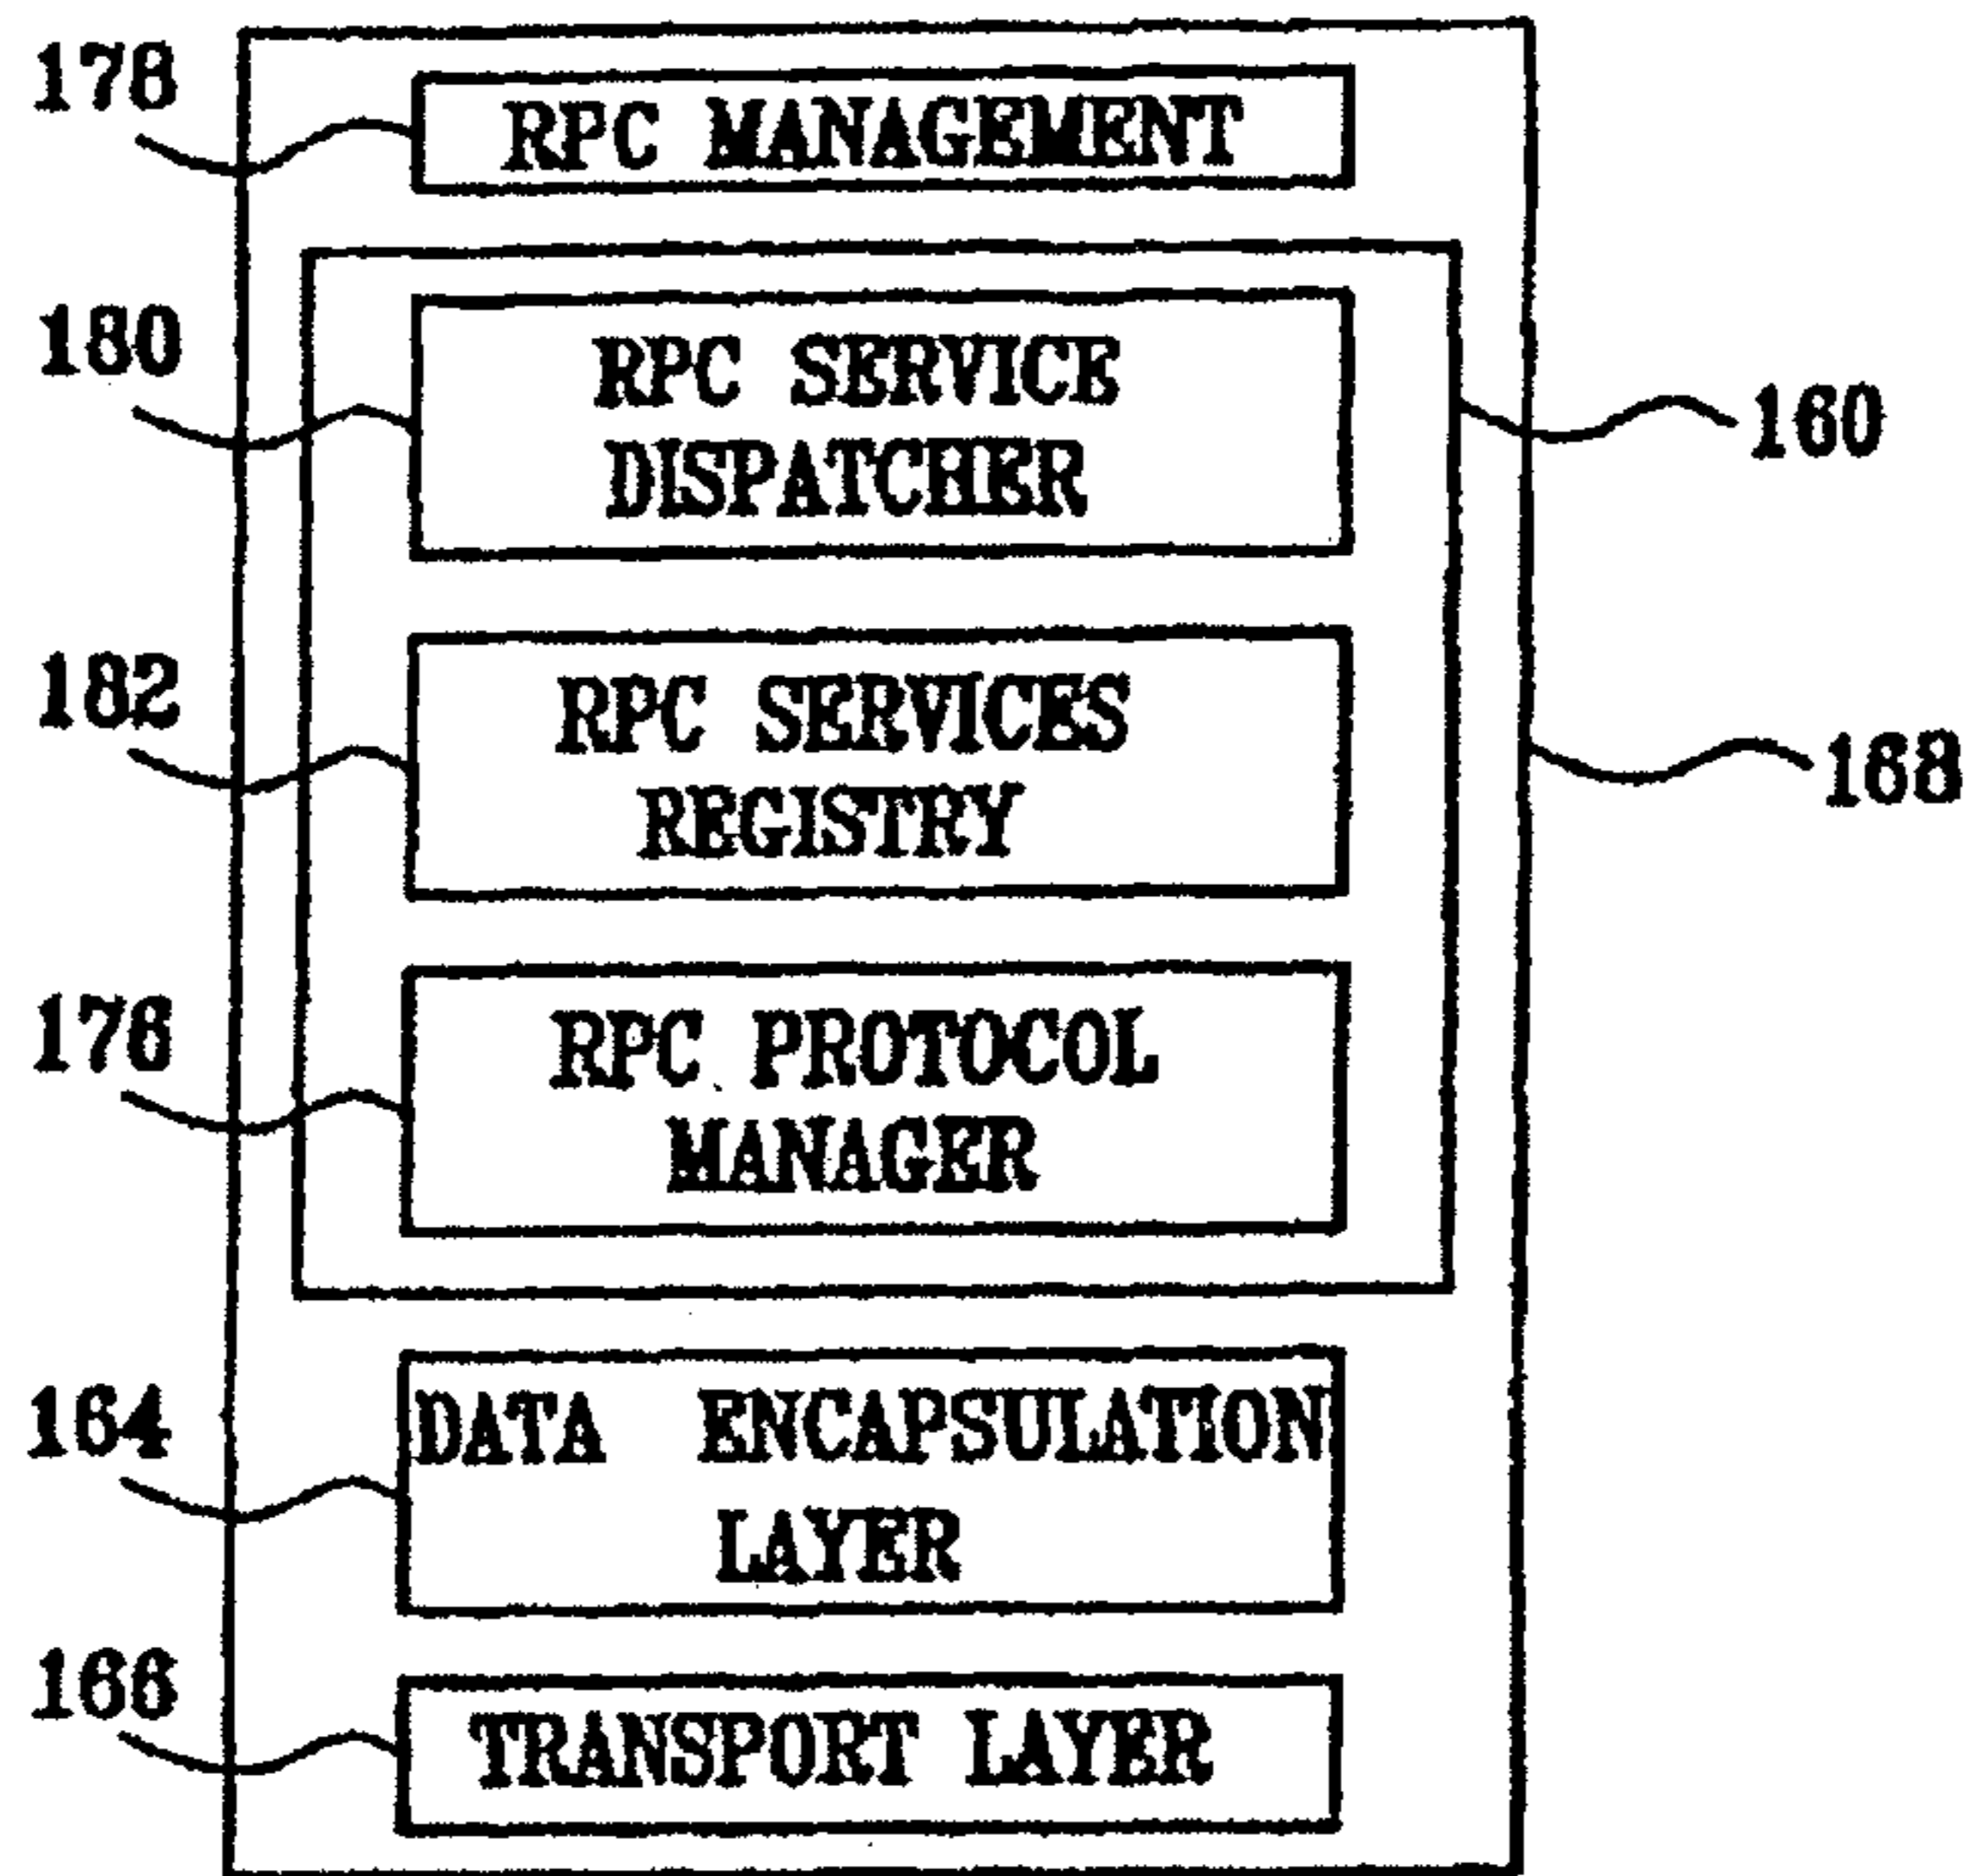 178
RPC MANAGEMENT
180
RPC SERVICE
DISPATCHER
160
182
RPC SERVICES
REGISTRY
168
176
RPC PROTOCOL
MANAGER
164
DATA ENCAPSULATION
LAYER
166
TRANSPORT LAYER